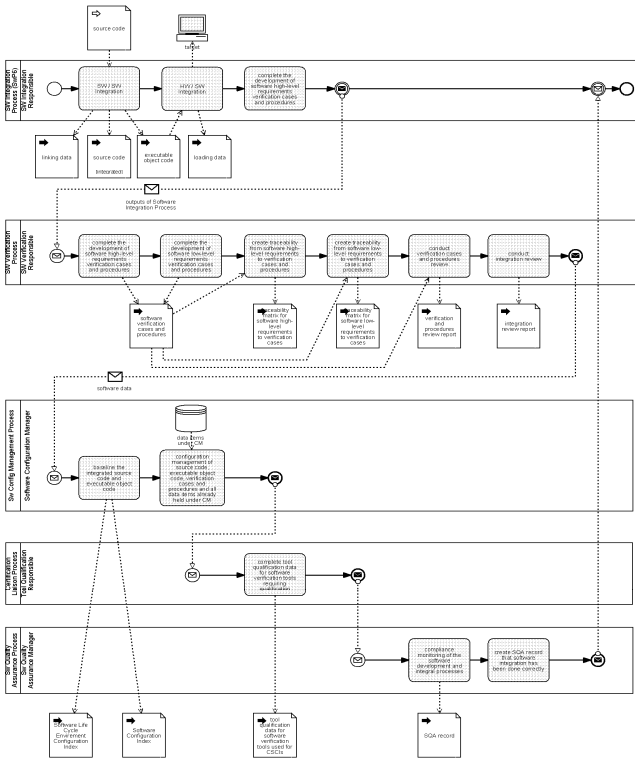 source code
target
SW Integration
Process (SWP6)
SW Integration
Responsible
SW / SW
Integration
HW / SW
Integration
complete the
development of
software high-level
requirements
verification cases
and procedures
linking data
source code
(integrated)
executable
object code
loading data
outputs of Software
Integration Process
SW Verification
Process
SW Verification
Responsible
complete the
development of
software high-level
requirements
verification cases
and procedures
complete the
development of
software low-level
requirements
verification cases
and procedures
create traceability
from software high-
level requirements
to verification
cases and
procedures
create traceability
from software low-
level requirements
to verification
cases and
procedures
conduct
verification cases
and procedures
review
conduct
integration review
software
verification
cases and
procedures
traceability
matrix for
software high-
level
requirements
to verification
cases
traceability
matrix for
software low-
level
requirements
to verification
cases
verification
and
procedures
review report
integration
review report
software data
Sw Config Management Process
Software Configuration Manager
data items
under CM
baseline the
integrated source
code and
executable object
code
configuration
management of
source code,
executable object
code, verification
cases and
procedures and all
data items already
held under CM
Certification
Liaison Process
Tool Qualification
Responsible
complete tool
qualification data
for software
verification tools
requiring
qualification
Sw Quality
Assurance Process
Sw Quality
Assurance Manager
compliance
monitoring of the
software
development and
integral processes
create SQA record
that software
integration has
been done correctly
Software Life
Cycle
Enviroment
Configuration
Index
Software
Configuration
Index
tool
qualification
data for
software
verification
tools used for
CSCIs
SQA record